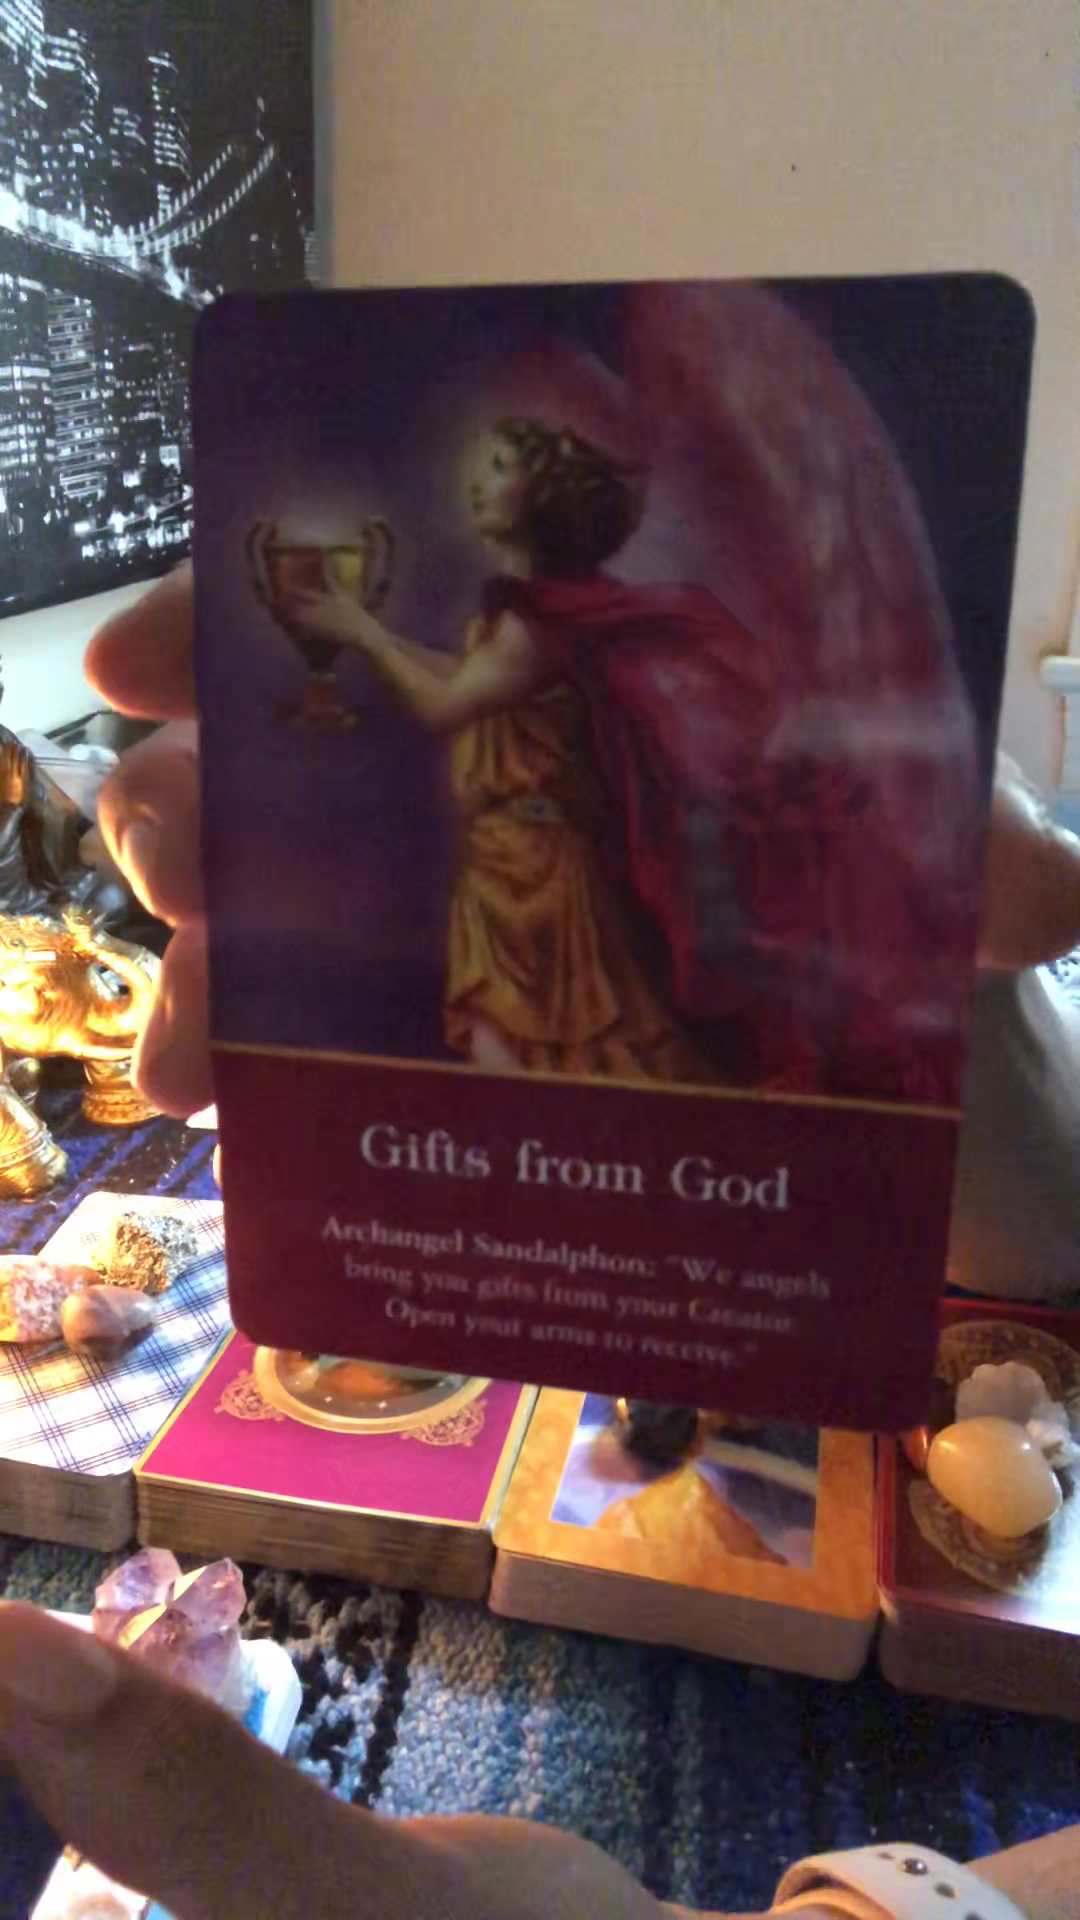 Gifts from God
Archangel Sandalphon: "We angels
bring you gifts from your Creator.
Open your arms to receive."